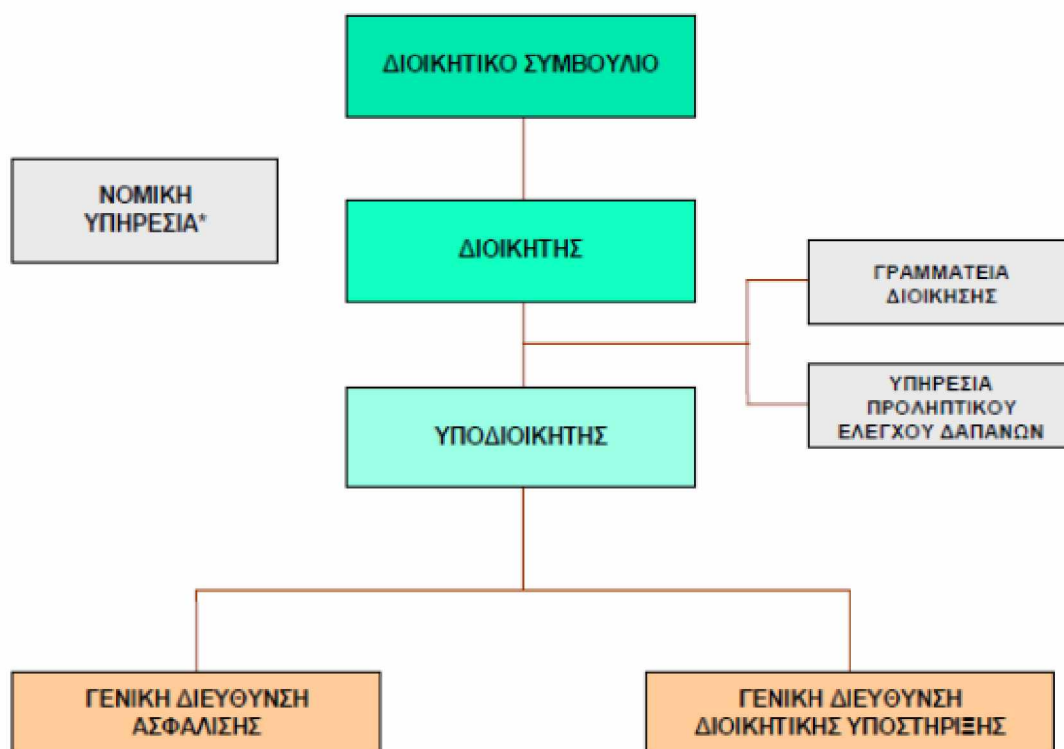 ΔΙΟΙΚΗΤΙΚΟ ΣΥΜΒΟΥΛΙΟ
ΝΟΜΙΚΗ
ΥΠΗΡΕΣΙΑ*
ΔΙΟΙΚΗΤΗΣ
ΓΡΑΜΜΑΤΕΙΑ
ΔΙΟΙΚΗΣΗΣ
ΥΠΗΡΕΣΙΑ
ΠΡΟΛΗΠΤΙΚΟΥ
ΕΛΕΓΧΟΥ ΔΑΠΑΝΩΝ
ΥΠΟΔΙΟΙΚΗΤΗΣ
ΓΕΝΙΚΗ ΔΙΕΥΘΥΝΣΗ
ΑΣΦΑΛΙΣΗΣ
ΓΕΝΙΚΗ ΔΙΕΥΘΥΝΣΗ
ΔΙΟΙΚΗΤΙΚΗΣ ΥΠΟΣΤΗΡΙΞΗΣ